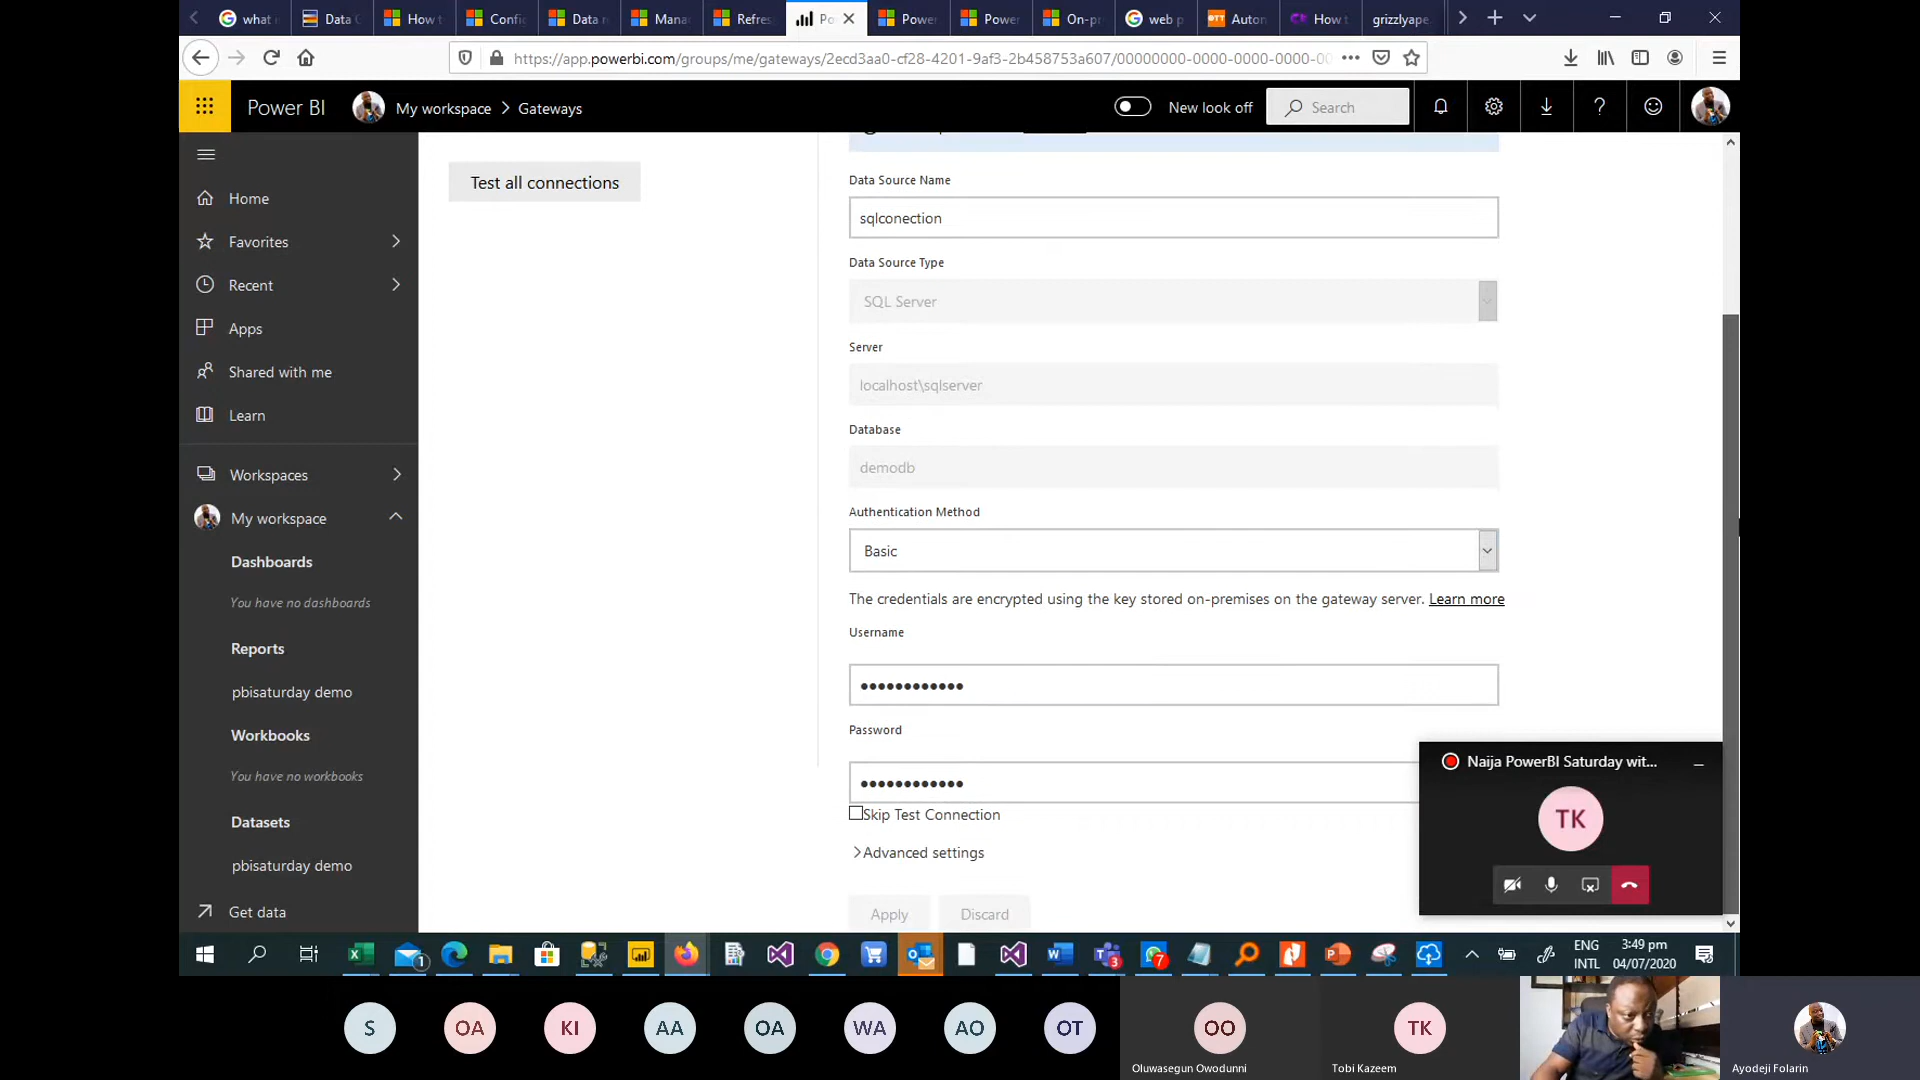 what
Data
How t
Confi
Data r
Mana
Refre
Po
Power
Power
On-pr
web p
Auton
How t
grizzlyape
https://app.powerbi.com/groups/me/gateways/2ecd3aa0-cf28-4201-9af3-2b458753a607/00000000-0000-0000-0000-00
Power BI
My workspace > Gateways
New look off
Search
Home
Favorites
Recent
Apps
Shared with me
Learn
Workspaces
My workspace
Dashboards
You have no dashboards
Reports
pbisaturday demo
Workbooks
You have no workbooks
Datasets
pbisaturday demo
Get data
Test all connections
Data Source Name
sqlconection
Data Source Type
SQL Server
Server
localhost\sqlserver
Database
demodb
Authentication Method
Basic
The credentials are encrypted using the key stored on-premises on the gateway server. Learn more
Username
Password
Skip Test Connection
Advanced settings
Apply Discard
Naija PowerBI Saturday wit...
TK
ENG
INTL
3:49 pm
04/07/2020
S
OA
KI
AA
OA
WA
AO
OT
OO
Oluwasegun Owodunni
TK
Tobi Kazeem
Ayodeji Folarin